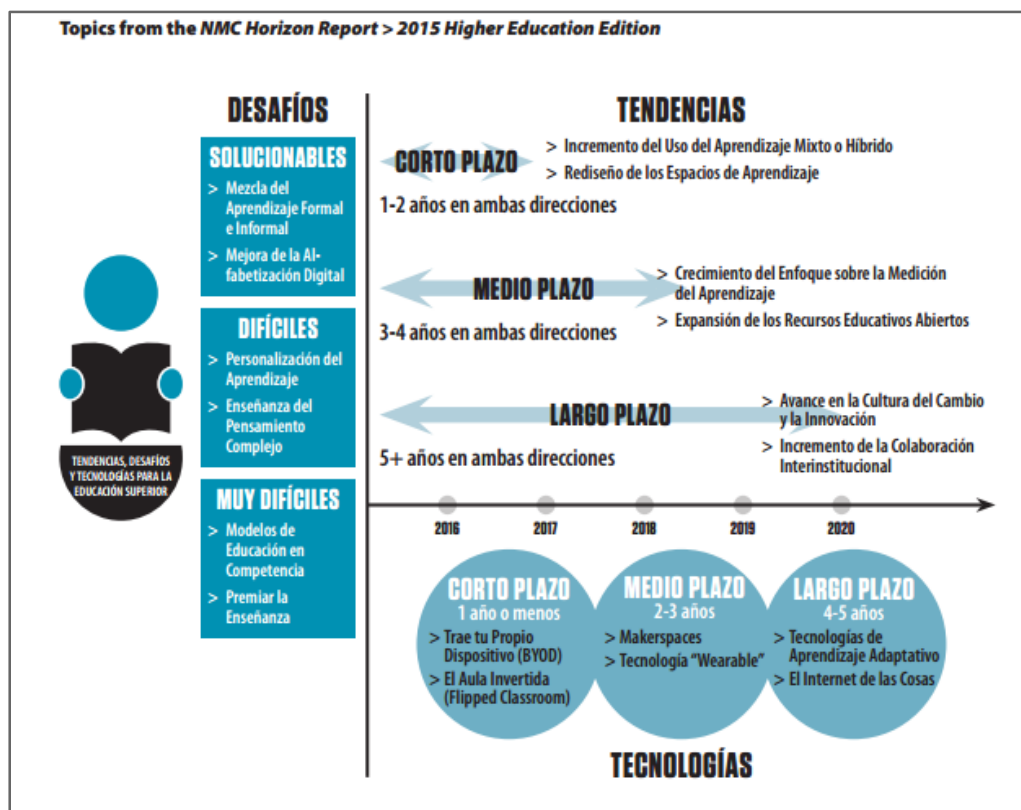 Topics from the NMC Horizon Report > 2015 Higher Education Edition
DESAFÍOS
SOLUCIONABLES
> Mezcla del
Aprendizaje Formal
e Informal
> Mejora de la Al-
fabetización Digital
DIFÍCILES
> Personalización del
Aprendizaje
> Enseñanza del
Pensamiento
Complejo
MUY DIFÍCILES
> Modelos de
Educación en
Competencia
> Premiar la
Enseñanza
TENDENCIAS, DESAFÍOS
Y TECNOLOGÍAS PARA LA
EDUCACIÓN SUPERIOR
TENDENCIAS
CORTO PLAZO
1-2 años en ambas direcciones
> Incremento del Uso del Aprendizaje Mixto o Híbrido
> Rediseño de los Espacios de Aprendizaje
MEDIO PLAZO
3-4 años en ambas direcciones
> Crecimiento del Enfoque sobre la Medición
del Aprendizaje
> Expansión de los Recursos Educativos Abiertos
LARGO PLAZO
5+ años en ambas direcciones
> Avance en la Cultura del Cambio
y la Innovación
> Incremento de la Colaboración
Interinstitucional
2016
2017
2018
2019
2020
CORTO PLAZO
1 año o menos
> Trae tu Propio
Dispositivo (BYOD)
> El Aula Invertida
(Flipped Classroom)
MEDIO PLAZO
2-3 años
> Makerspaces
> Tecnología “Wearable”
LARGO PLAZO
4-5 años
> Tecnologías de
Aprendizaje Adaptativo
> El Internet de las Cosas
TECNOLOGÍAS